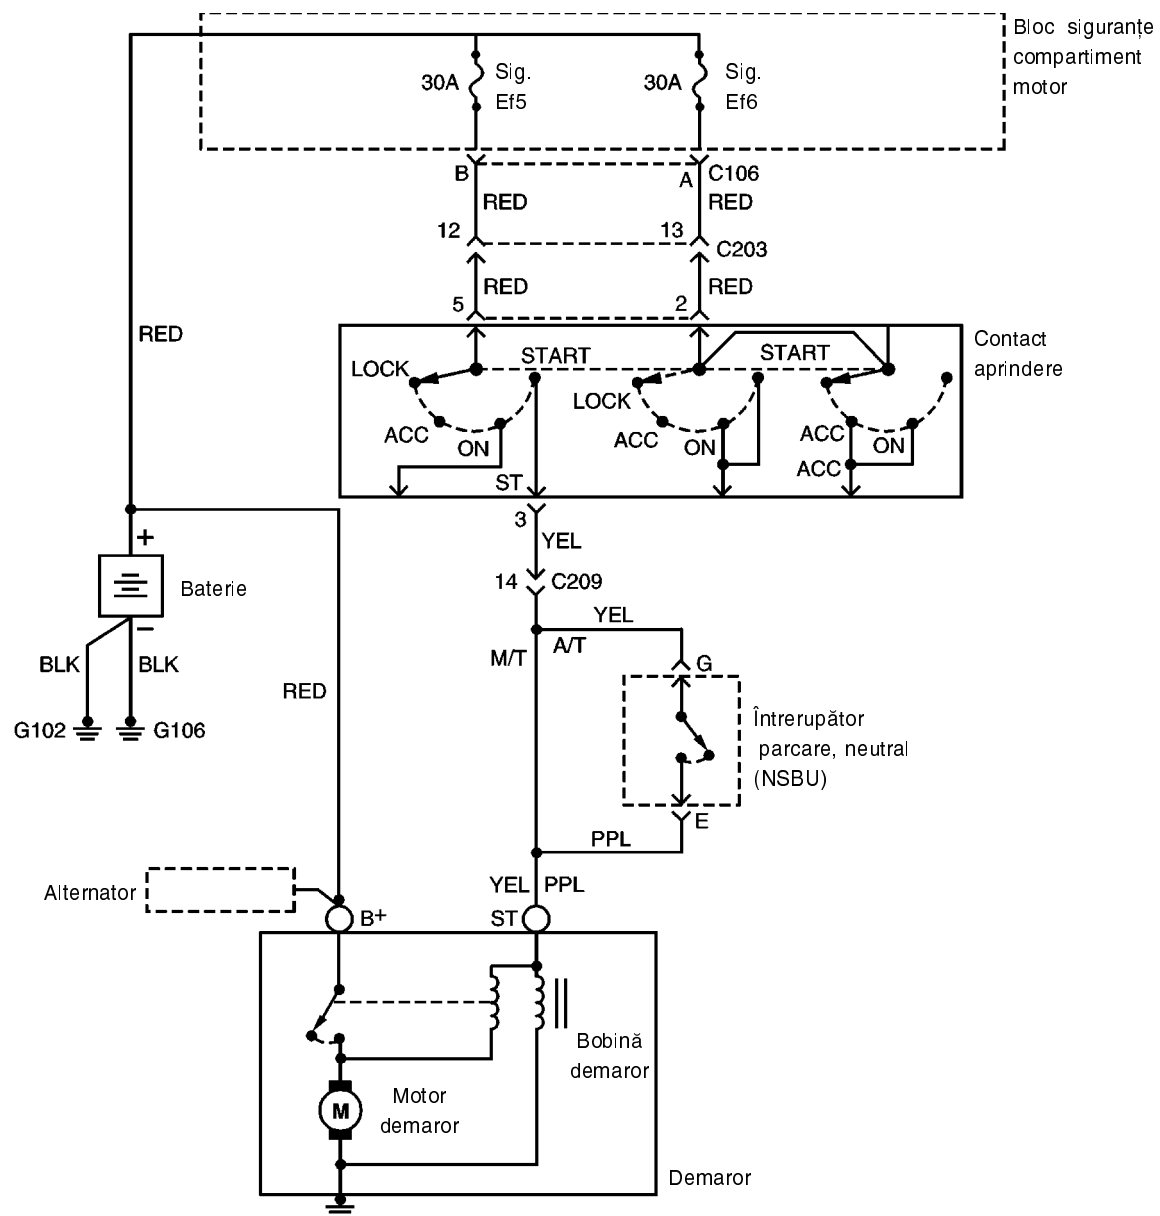 Bloc siguranțe
compartiment
motor
30A
Sig.
Ef5
30A
Sig.
Ef6
B
A
C106
RED
RED
12
13
C203
RED
RED
5
2
RED
Contact
aprindere
LOCK
START
START
LOCK
ACC
ON
ACC
ON
ACC
ON
ACC
ST
3
YEL
14
C209
+
Baterie
−
YEL
A/T
M/T
G
BLK
BLK
G102
G106
RED
Întrerupător
parcare, neutral
(NSBU)
E
PPL
YEL
PPL
Alternator
B+
ST
Bobină
demaror
Motor
demaror
M
Demaror